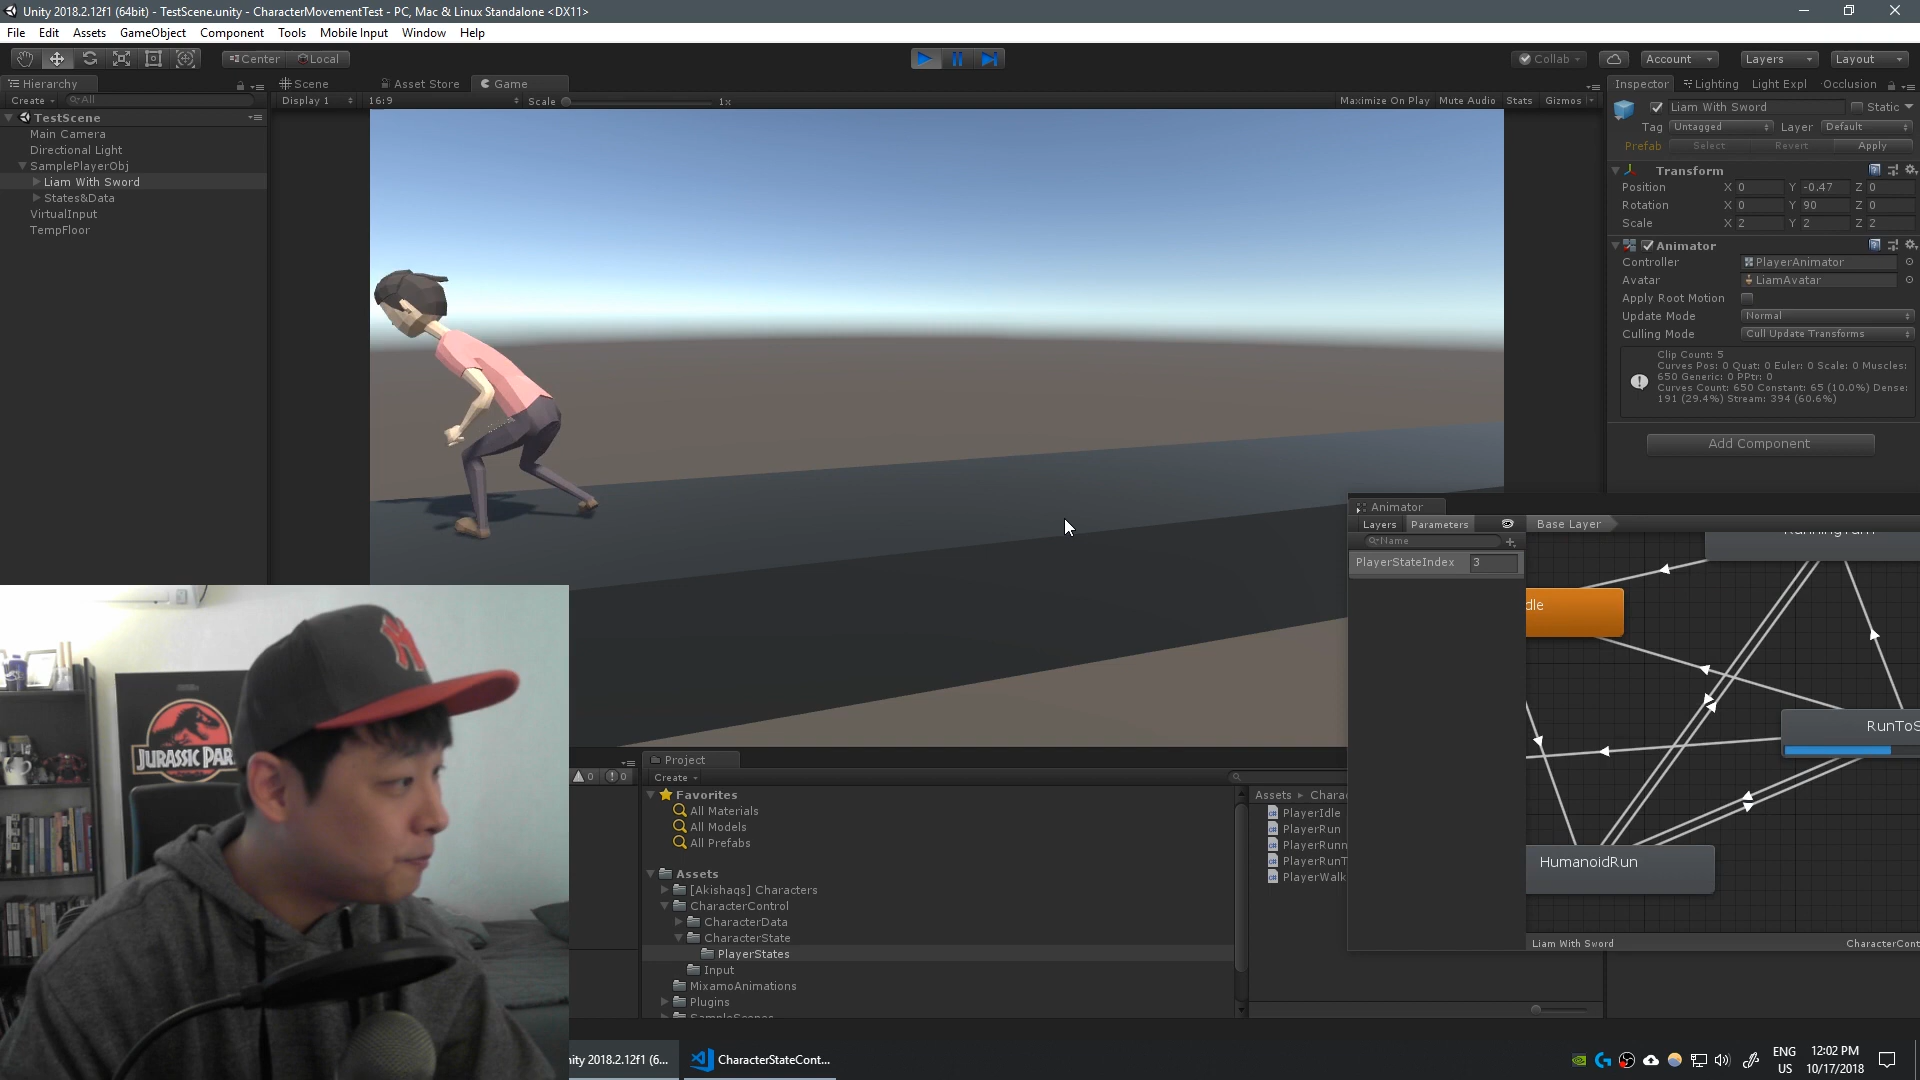 Unity 2018.2.12f1 (64bit) - TestScene.unity - CharacterMovementTest - PC, Mac & Linux Standalone <DX11>
File Edit Assets GameObject Component Tools Mobile Input Window Help
Center Local
Collab Account Layers Layout
Hierarchy
Create All
TestScene
Main Camera
Directional Light
SamplePlayerObj
Liam With Sword
States&Data
VirtualInput
TempFloor
Scene Asset Store Game
Display 1 16:9 Scale 1x Maximize On Play Mute Audio Stats Gizmos
Inspector Lighting Light Expl Occlusion
Liam With Sword Static
Tag Untagged Layer Default
Prefab Select Revert Apply
Transform
Position X 0 Y -0.47 Z 0
Rotation X 0 Y 90 Z 0
Scale X 2 Y 2 Z 2
Animator
Controller PlayerAnimator
Avatar LiamAvatar
Apply Root Motion
Update Mode Normal
Culling Mode Cull Update Transforms
Clip Count: 5
Curves Pos: 0 Quat: 0 Euler: 0 Scale: 0 Muscles:
650 Generic: 0 PPtr: 0
Curves Count: 650 Constant: 65 (10.0%) Dense:
191 (29.4%) Stream: 394 (60.6%)
Add Component
Animator
Layers Parameters Base Layer
Name
PlayerStateIndex 3
RunningTurn
dle
RunToS
HumanoidRun
Liam With Sword CharacterCont
JURASSIC PAR
0 0
Project
Create
Favorites
All Materials
All Models
All Prefabs
Assets
[Akishaqs] Characters
CharacterControl
CharacterData
CharacterState
PlayerStates
Input
MixamoAnimations
Plugins
SampleScenes
Assets Charac
PlayerIdle
PlayerRun
PlayerRunn
PlayerRunT
PlayerWalk
nity 2018.2.12f1 (6... CharacterStateCont...
ENG
US
12:02 PM
10/17/2018